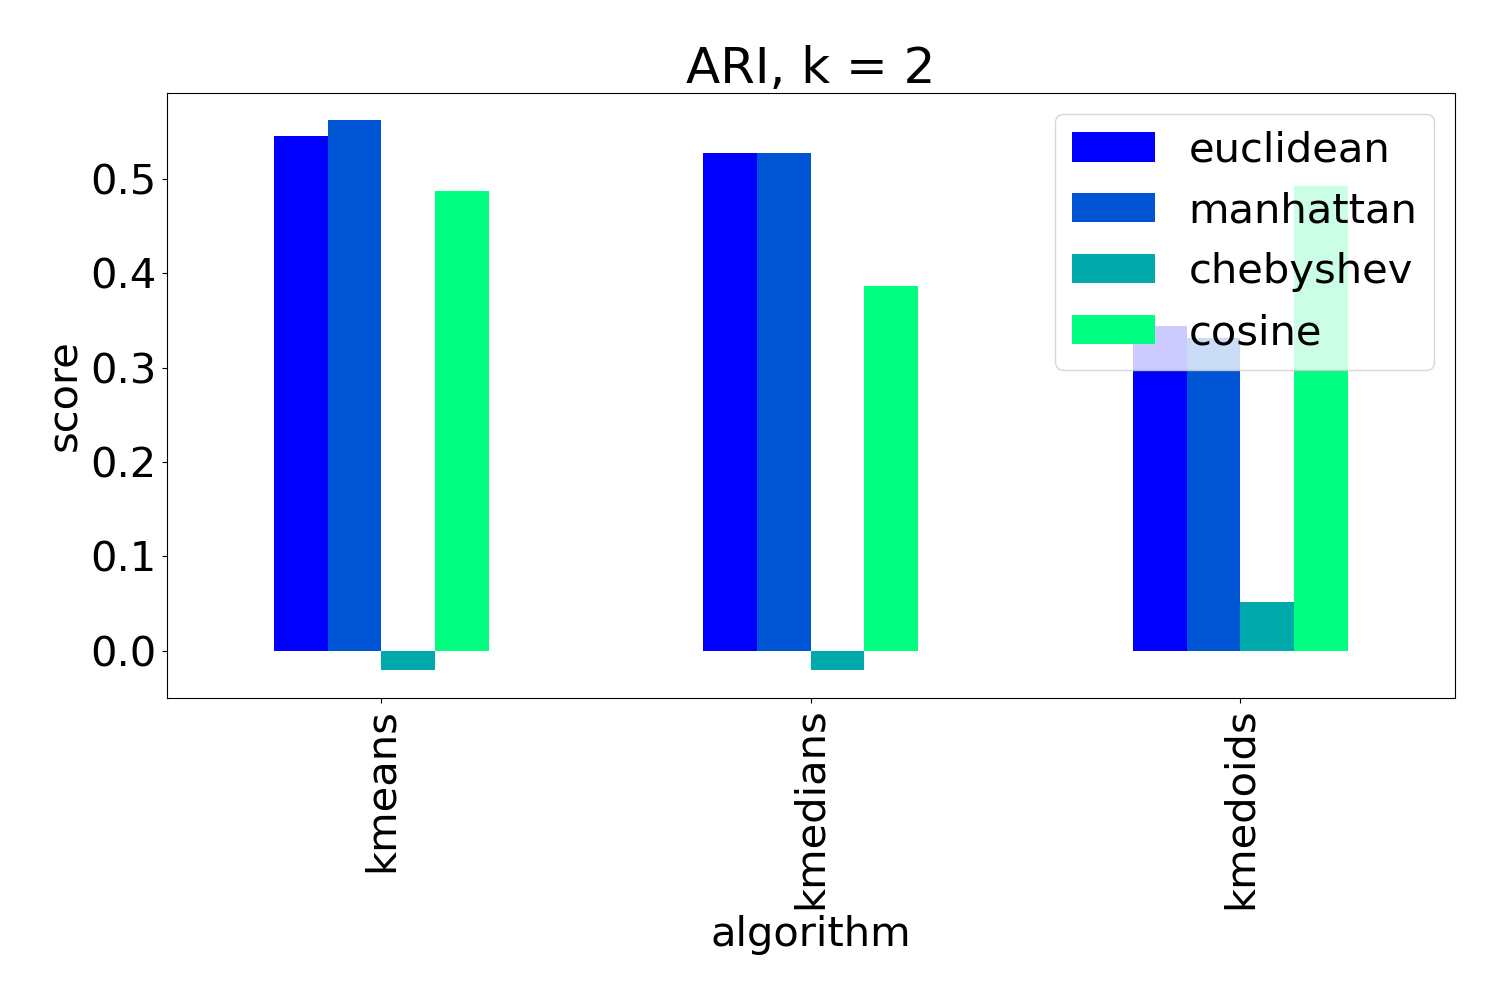 ARI, k = 2
euclidean
manhattan
chebyshev
cosine
score
0.5
0.4
0.3
0.2
0.1
0.0
kmeans
kmedians
kmedoids
algorithm